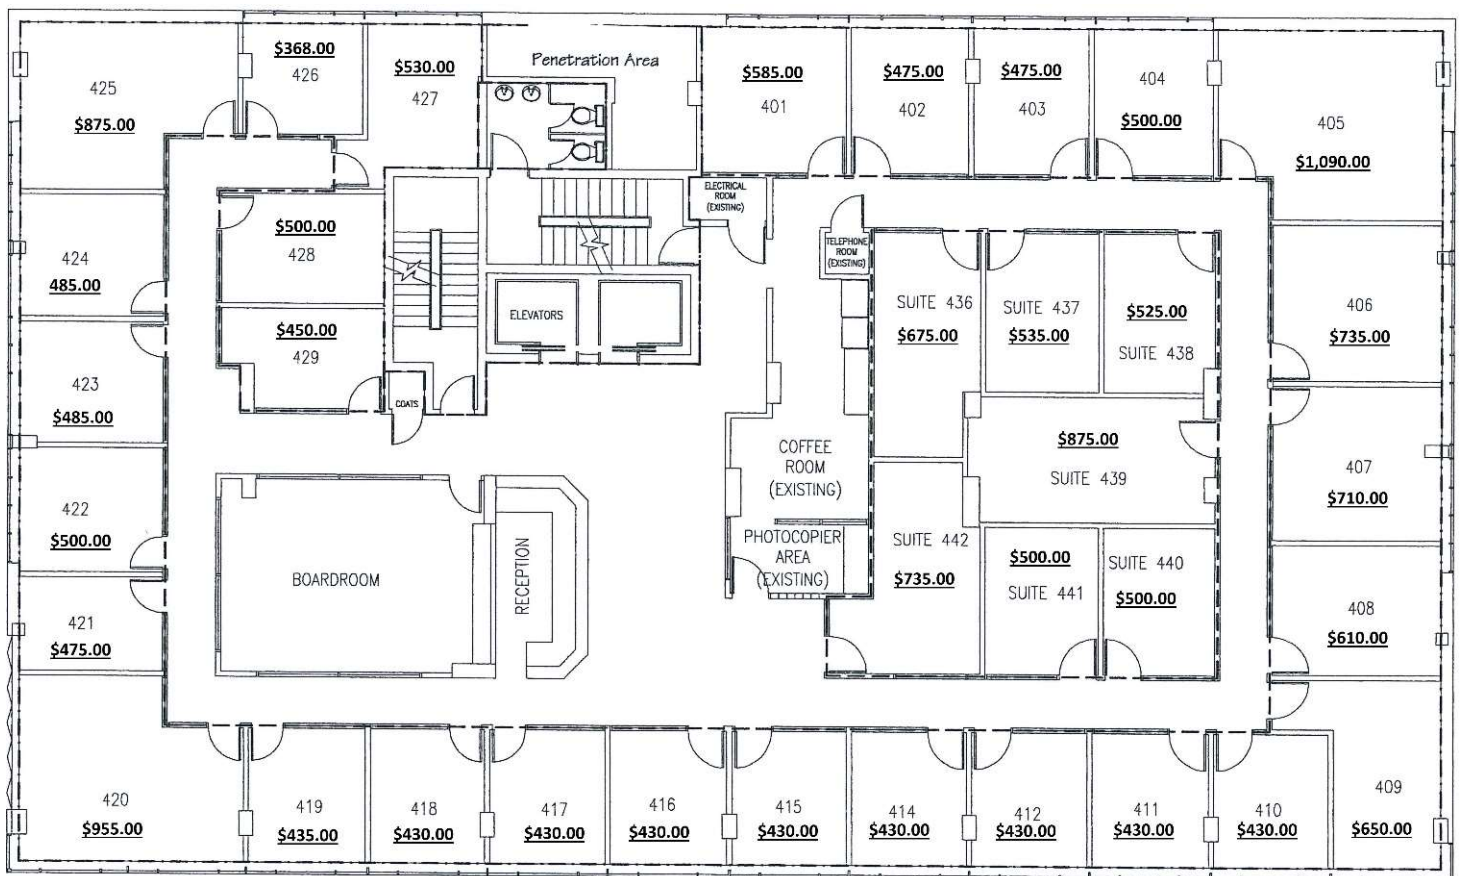 425
$875.00
$368.00
426
$530.00
427
Penetration Area
$585.00
401
$475.00
402
$475.00
403
404
$500.00
405
$1,090.00
ELECTRICAL
ROOM
(EXISTING)
TELEPHONE
ROOM
(EXISTING)
424
485.00
$500.00
428
$450.00
429
ELEVATORS
COATS
SUITE 436
$675.00
SUITE 437
$535.00
$525.00
SUITE 438
406
$735.00
423
$485.00
COFFEE
ROOM
(EXISTING)
$875.00
SUITE 439
407
$710.00
422
$500.00
BOARDROOM
RECEPTION
PHOTOCOPIER
AREA
(EXISTING)
SUITE 442
$735.00
$500.00
SUITE 441
SUITE 440
$500.00
408
$610.00
421
$475.00
420
$955.00
419
$435.00
418
$430.00
417
$430.00
416
$430.00
415
$430.00
414
$430.00
412
$430.00
411
$430.00
410
$430.00
409
$650.00